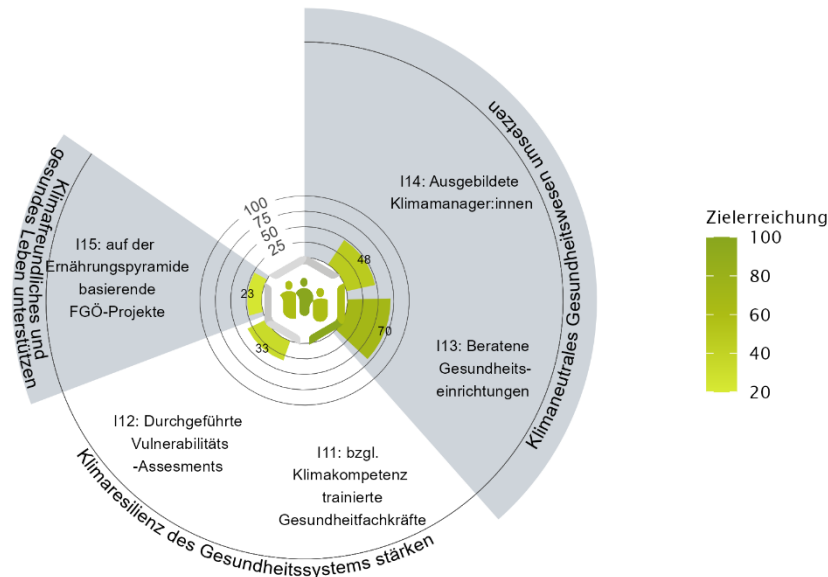 Klimaneutrales Gesundheitswesen umsetzen
I14: Ausgebildete
Klimamanager:innen
I13: Beratene
Gesundheits-
einrichtungen
Klimaresilienz des Gesundheitssystems stärken
I11: bzgl.
Klimakompetenz
trainierte
Gesundheitfachkräfte
I12: Durchgeführte
Vulnerabilitäts
-Assesments
Klimafreundliches und
gesundes Leben unterstützen
I15: auf der
Ernährungspyramide
basierende
FGÖ-Projekte
100
75
50
25
48
70
33
23
Zielerreichung
100
80
60
40
20